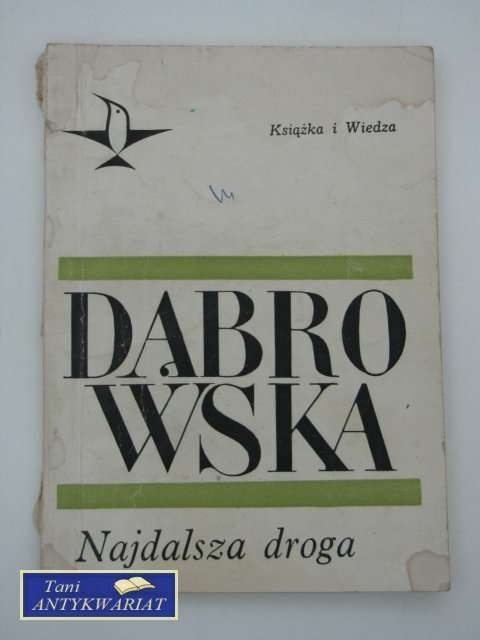 Książka i Wiedza
DĄBRO
WSKA
Najdalsza droga
Tani
ANTYKWARIAT